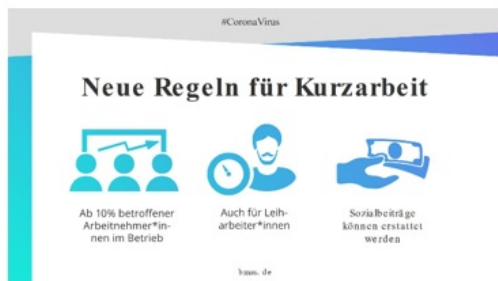 #CoronaVirus
Neue Regeln für Kurzarbeit
Ab 10% betroffener
Arbeitnehmer*in-
nen im Betrieb
Auch für Leih-
arbeiter*innen
Sozialbeiträge
können erstattet
werden
bmas.de